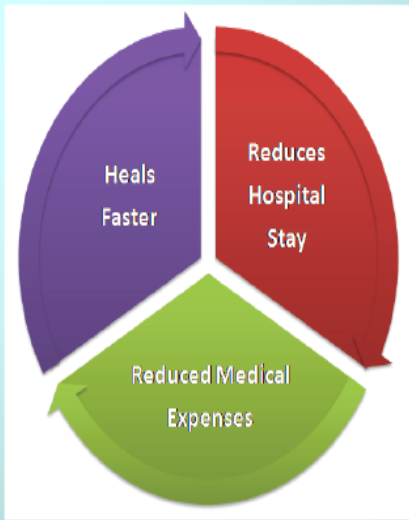 Heals
Faster
Reduces
Hospital
Stay
Reduced Medical
Expenses